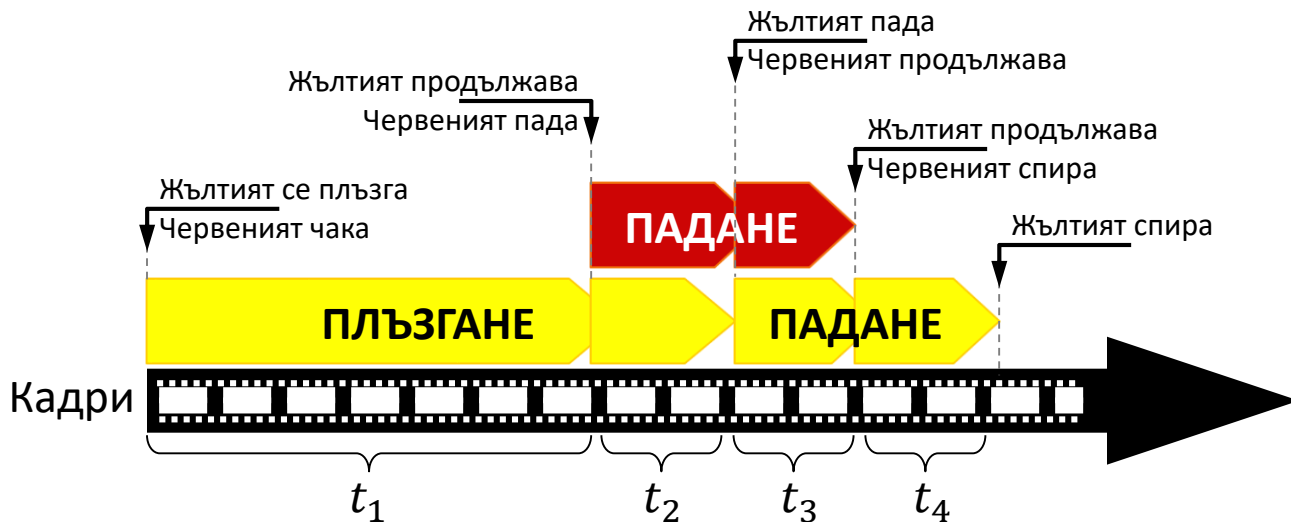 Жълтият пада
Червеният продължава
Жълтият продължава
Червеният пада
Жълтият продължава
Червеният спира
Жълтият се плъзга
Червеният чака
Жълтият спира
ПАДАНЕ
ПЛЪЗГАНЕ
ПАДАНЕ
Кадри
t₁
t₂
t₃
t₄